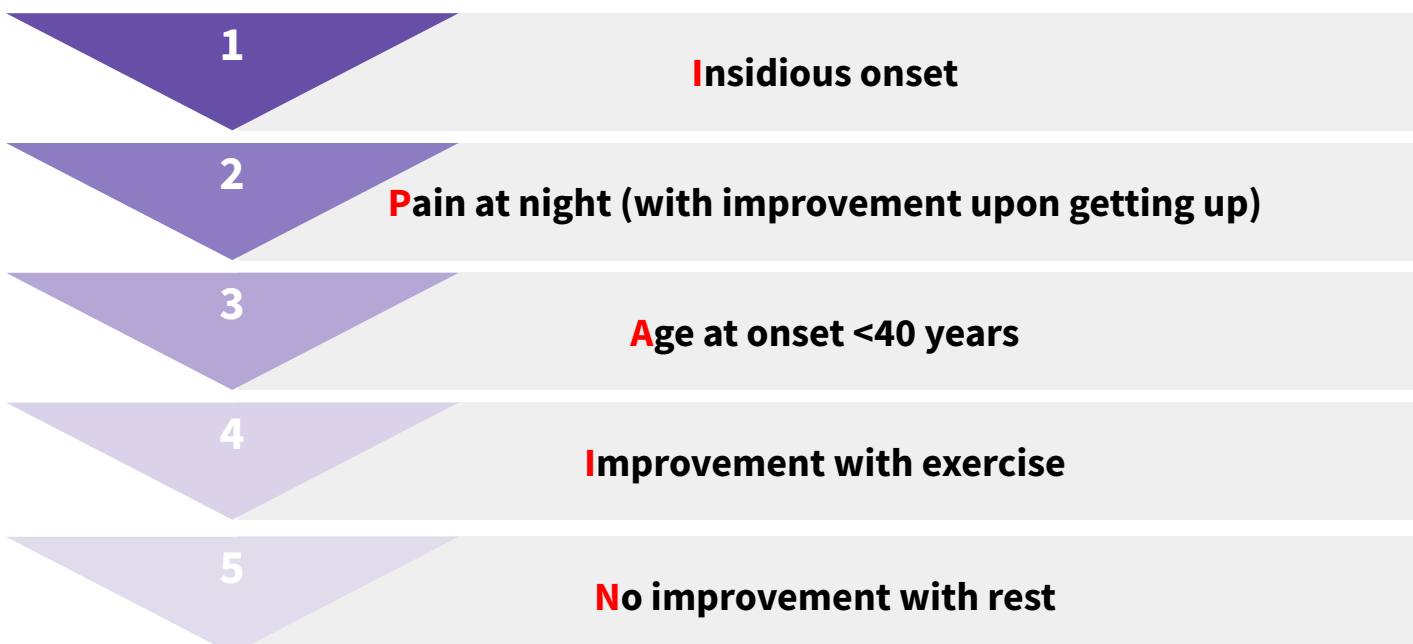 1
Insidious onset
2
Pain at night (with improvement upon getting up)
3
Age at onset <40 years
4
Improvement with exercise
5
No improvement with rest